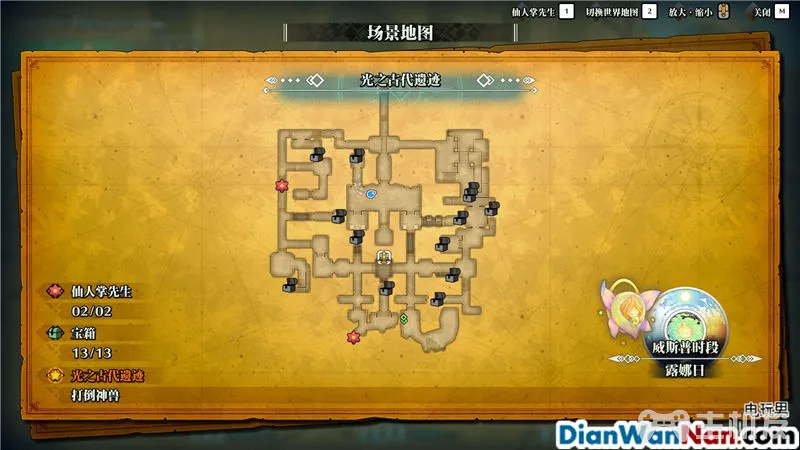 仙人掌先生 1 切换世界地图 2 放大·缩小 关闭 M
场景地图
光之古代遗迹
仙人掌先生
02/02
宝箱
13/13
光之古代遗迹
打倒神兽
威斯普时段
露娜日
电玩男
DianWanNan.com